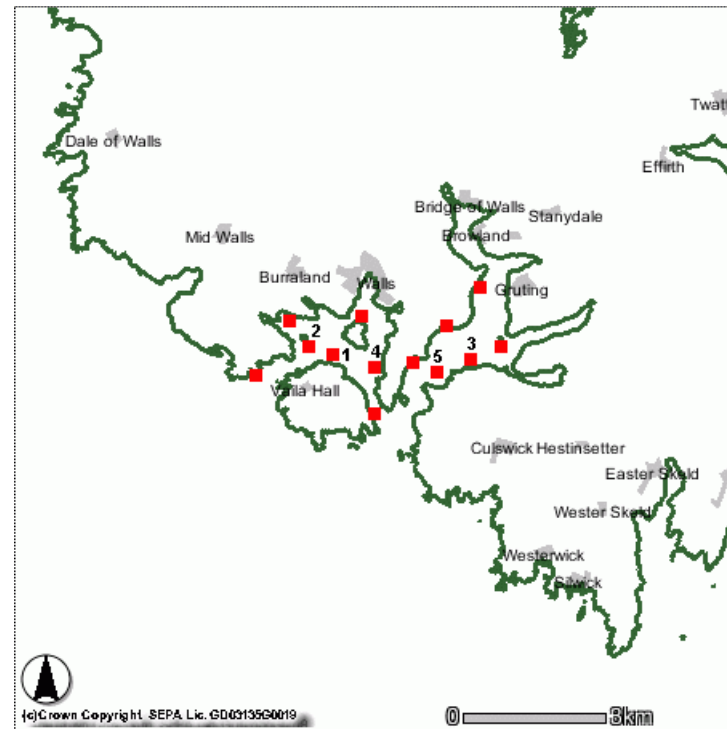 Twatt
Dale of Walls
Effirth
Bridge of Walls
Stanydale
Browland
Mid Walls
Burraland
Walls
Gruting
2
1
4
5
3
Vaila Hall
Culswick
Hestinsetter
Easter Skeld
Wester Skeld
Westerwick
Silwick
(c)Crown Copyright. SEPA Lic. GD03135G0019
0
3km